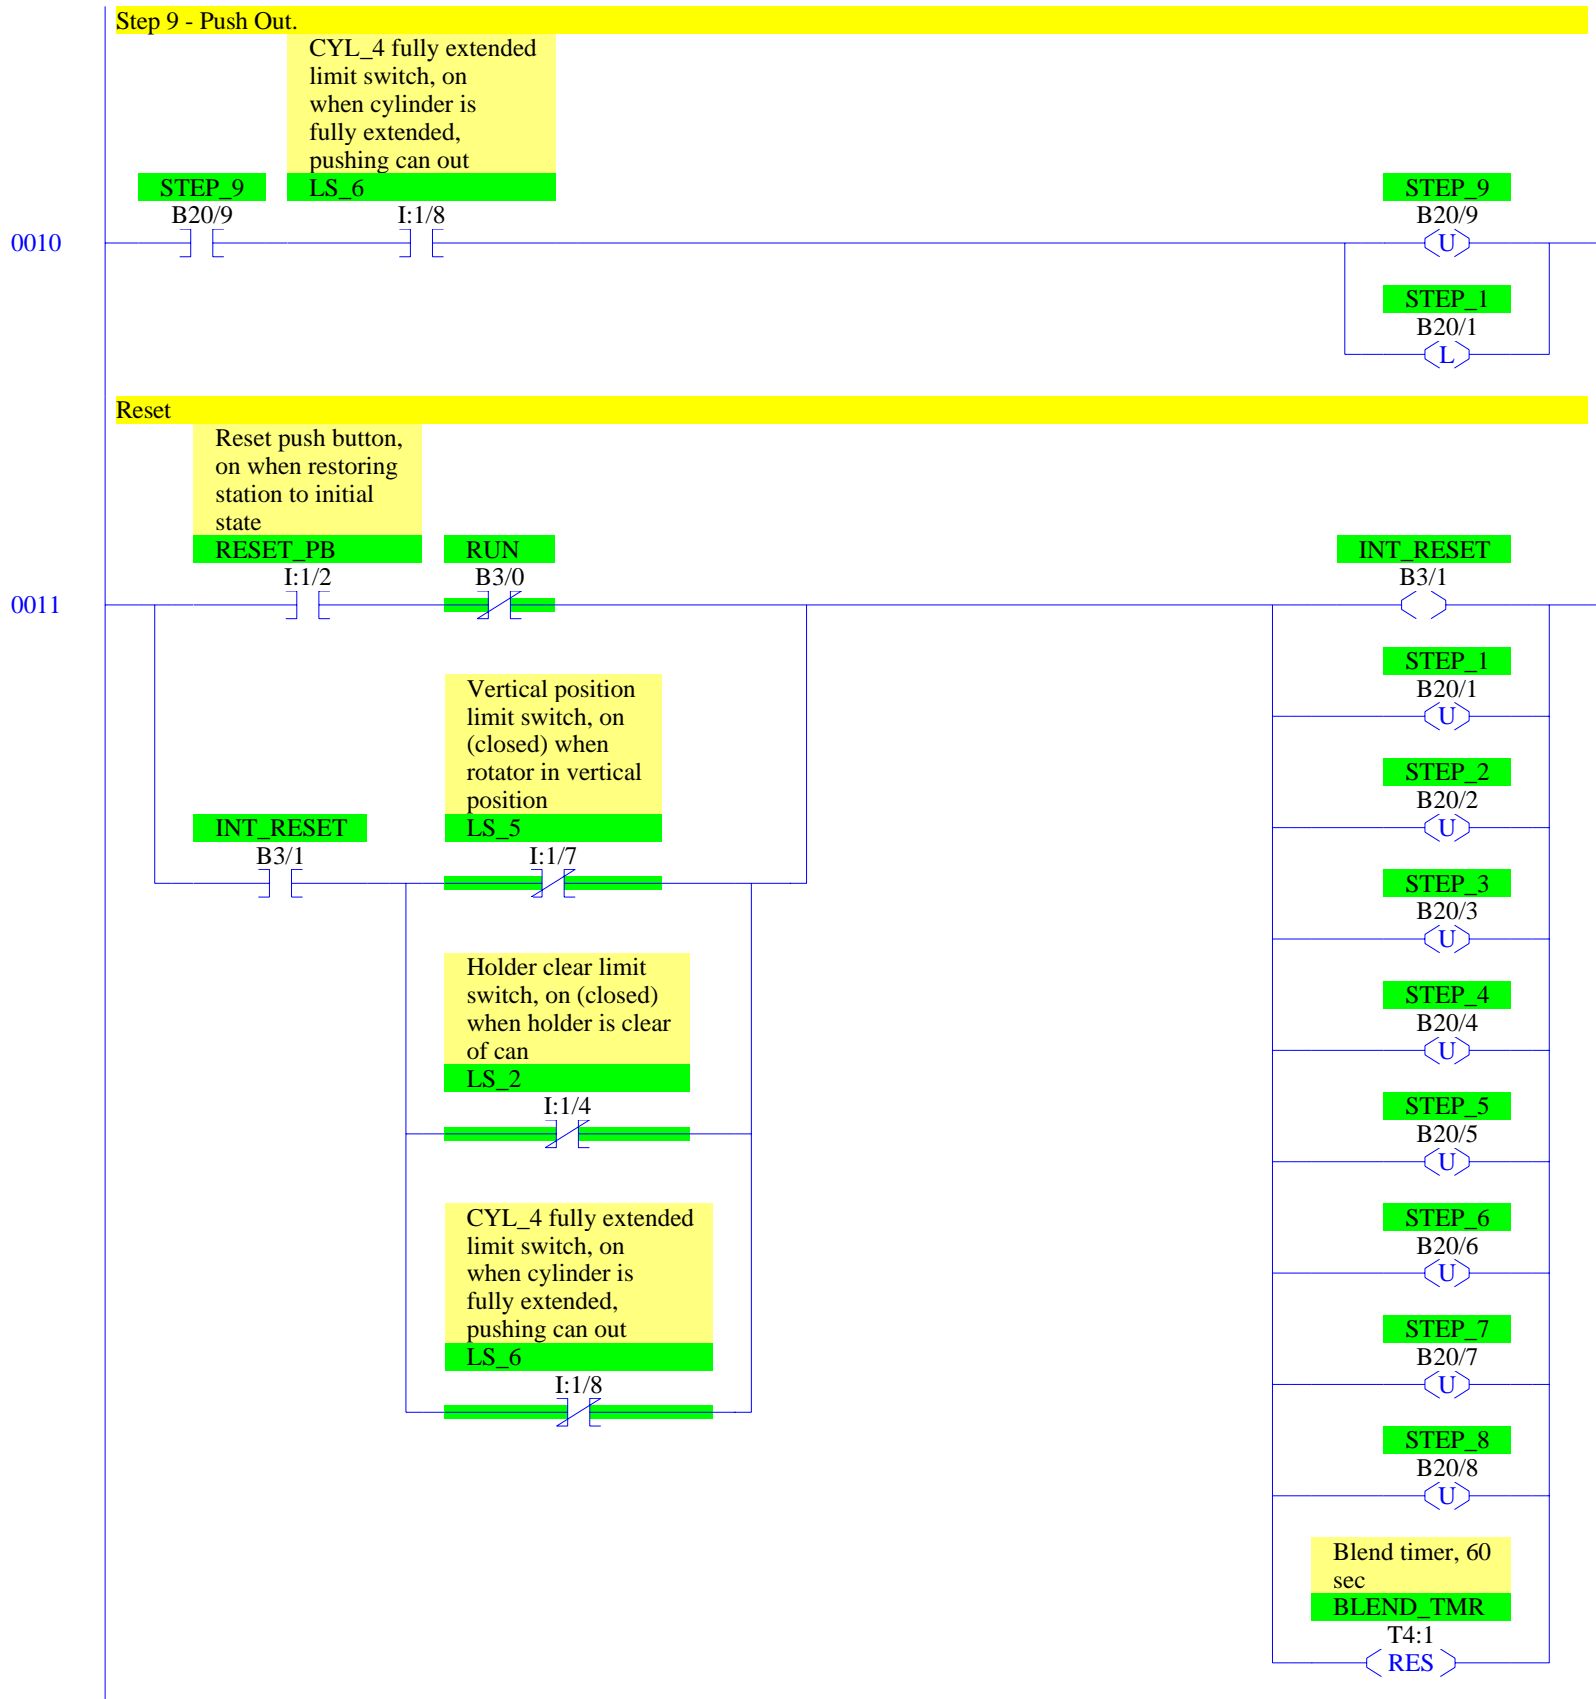 Step 9 - Push Out.
CYL_4 fully extended
limit switch, on
when cylinder is
fully extended,
pushing can out
STEP_9
LS_6
STEP_9
B20/9
I:1/8
B20/9
0010
U
STEP_1
B20/1
L
Reset
Reset push button,
on when restoring
station to initial
state
RESET_PB
RUN
INT_RESET
I:1/2
B3/0
B3/1
0011
STEP_1
B20/1
U
Vertical position
limit switch, on
(closed) when
rotator in vertical
position
STEP_2
B20/2
U
INT_RESET
LS_5
B3/1
I:1/7
STEP_3
B20/3
U
Holder clear limit
switch, on (closed)
when holder is clear
of can
LS_2
I:1/4
STEP_4
B20/4
U
STEP_5
B20/5
U
CYL_4 fully extended
limit switch, on
when cylinder is
fully extended,
pushing can out
LS_6
I:1/8
STEP_6
B20/6
U
STEP_7
B20/7
U
STEP_8
B20/8
U
Blend timer, 60
sec
BLEND_TMR
T4:1
RES